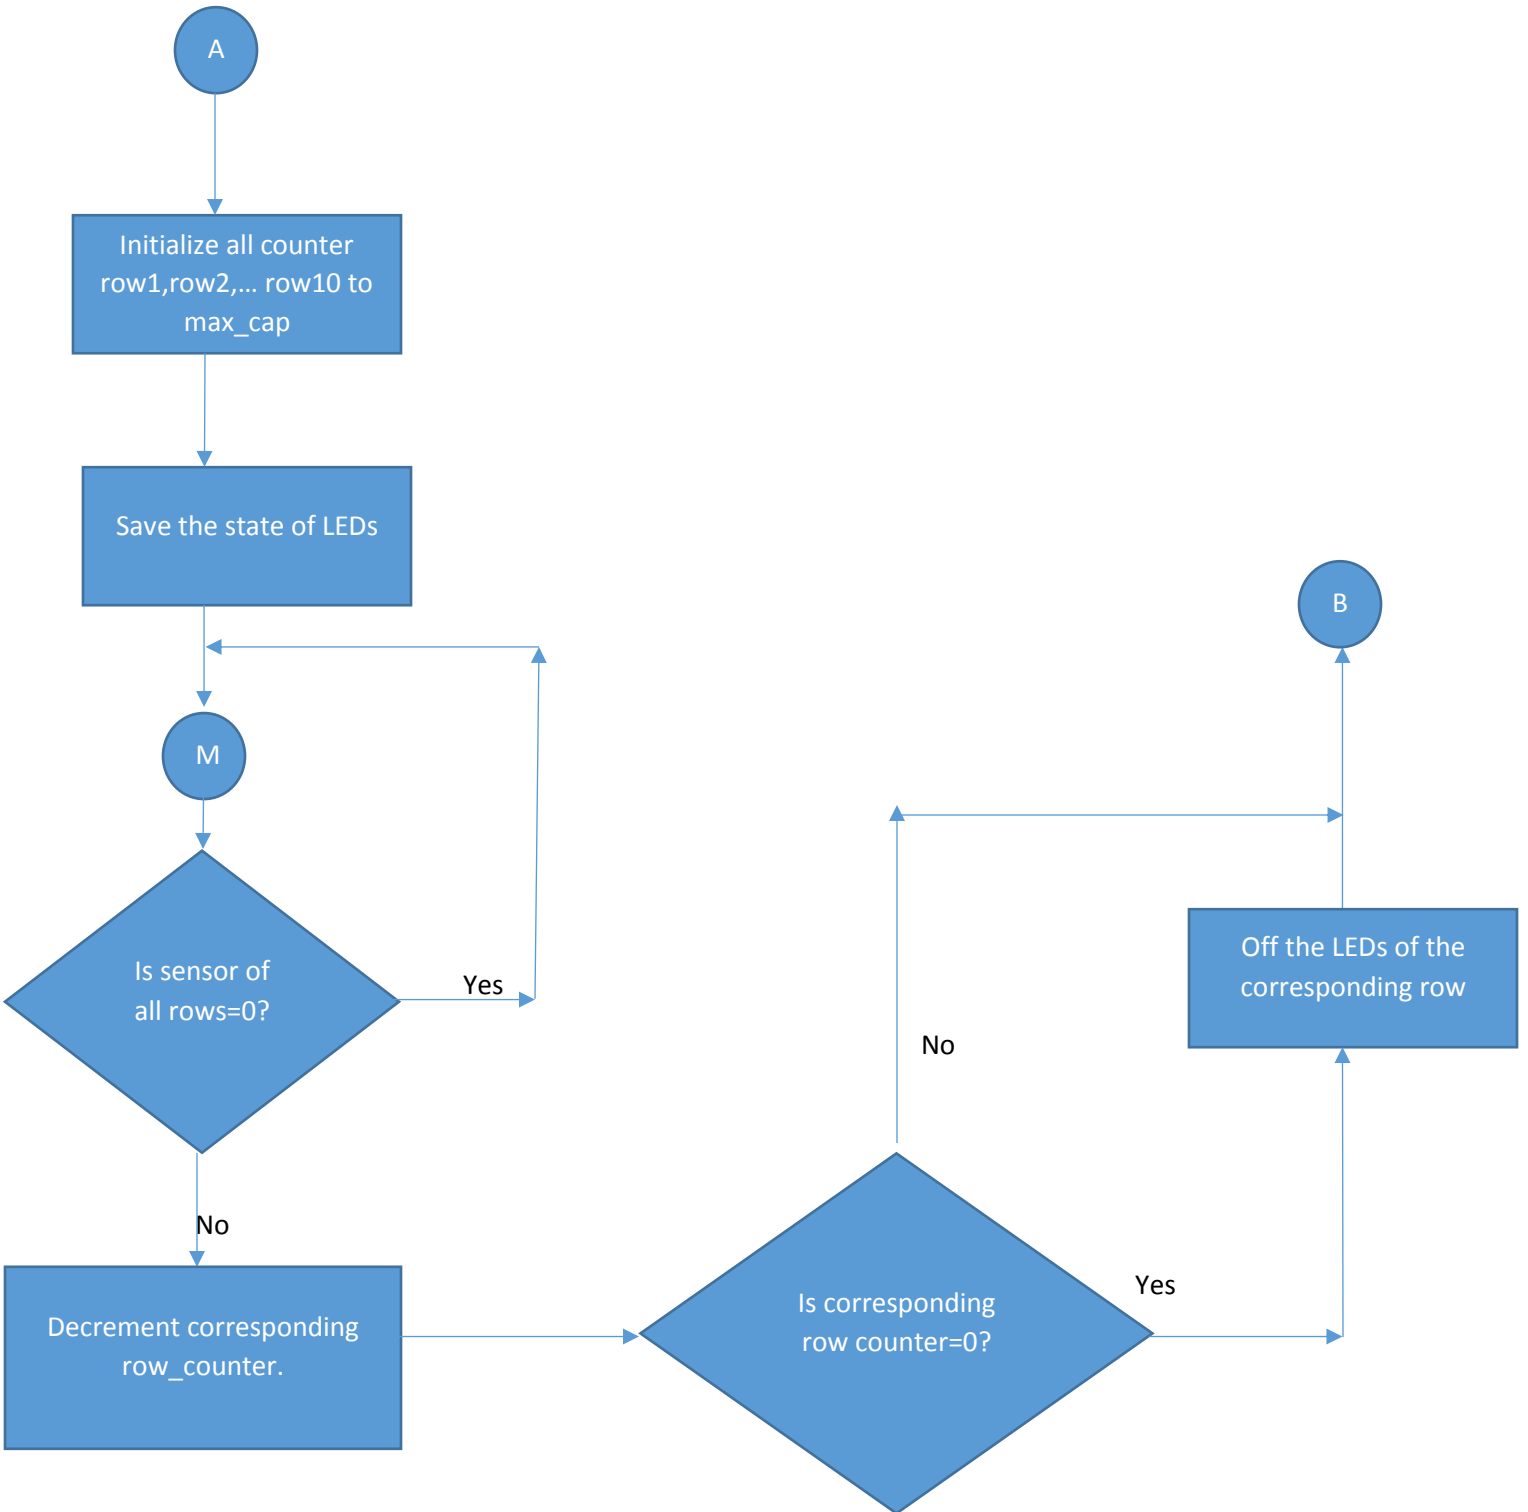 A
Initialize all counter
row1,row2,... row10 to
max_cap
Save the state of LEDs
M
Is sensor of
all rows=0?
Yes
No
Decrement corresponding
row_counter.
Is corresponding
row counter=0?
Yes
No
Off the LEDs of the
corresponding row
B